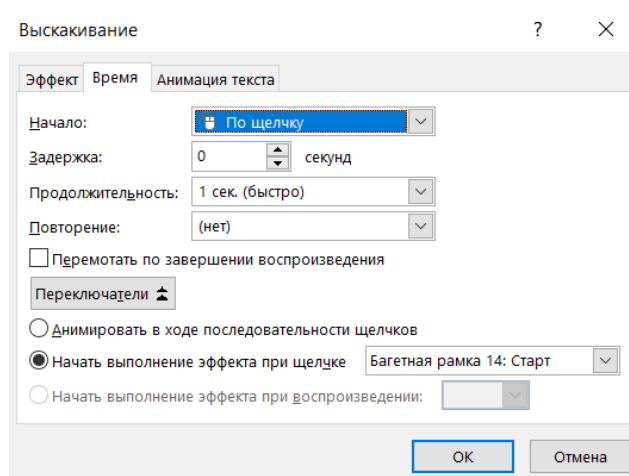 Выскакивание ?
Эффект Время Анимация текста
Начало: По щелчку
Задержка: 0 секунд
Продолжительность: 1 сек. (быстро)
Повторение: (нет)
Перемотать по завершении воспроизведения
Переключатели
Анимировать в ходе последовательности щелчков
Начать выполнение эффекта при щелчке Багетная рамка 14: Старт
Начать выполнение эффекта при воспроизведении:
ОК Отмена